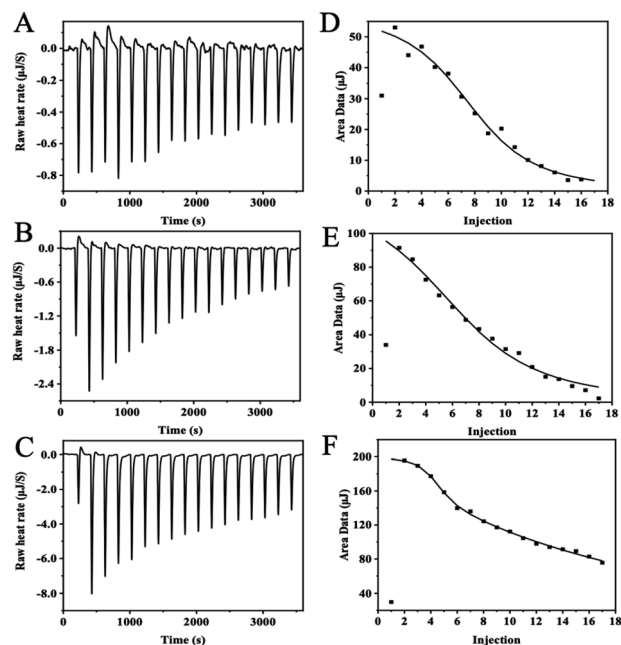 A
Raw heat rate (μJ/S)
0.0
-0.2
-0.4
-0.6
-0.8
0 1000 2000 3000
Time (s)
D
Area Data (μJ)
50
40
30
20
10
0
0 2 4 6 8 10 12 14 16 18
Injection
B
Raw heat rate (μJ/S)
0.0
-0.6
-1.2
-1.8
-2.4
0 1000 2000 3000
Time (s)
E
Area Data (μJ)
100
80
60
40
20
0
0 2 4 6 8 10 12 14 16 18
Injection
C
Raw heat rate (μJ/S)
0.0
-2.0
-4.0
-6.0
-8.0
0 1000 2000 3000
Time (s)
F
Area Data (μJ)
200
160
120
80
40
0 2 4 6 8 10 12 14 16 18
Injection